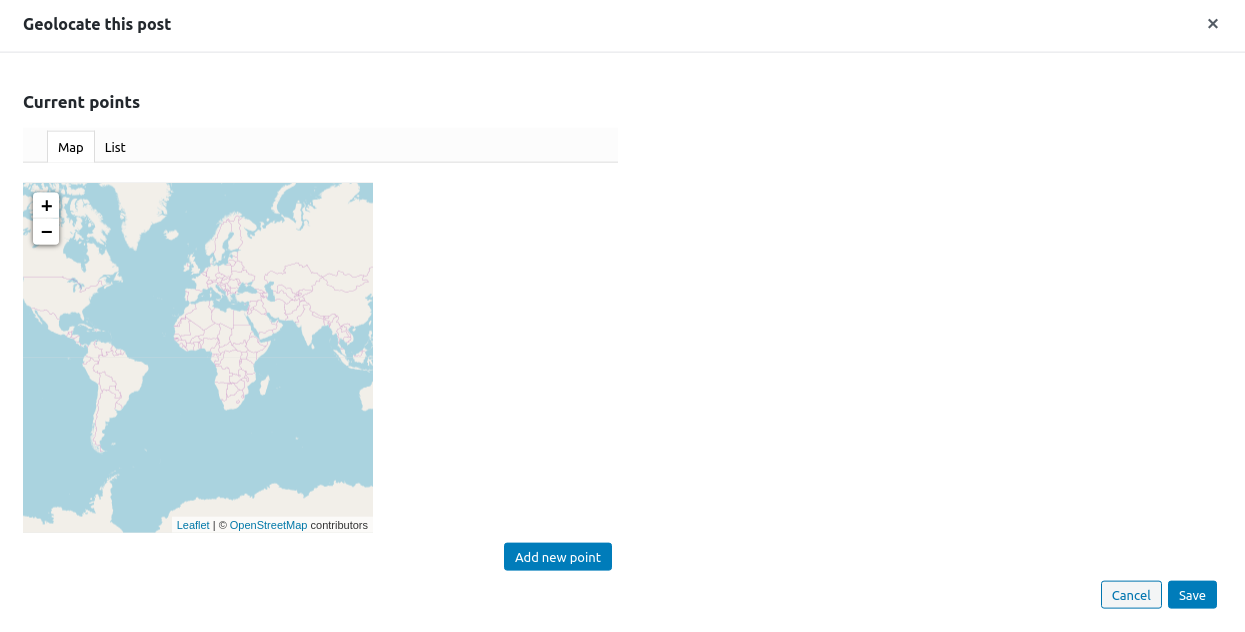 Geolocate this post
×
Current points
Map List
+
−
Leaflet | © OpenStreetMap contributors
Add new point
Cancel Save